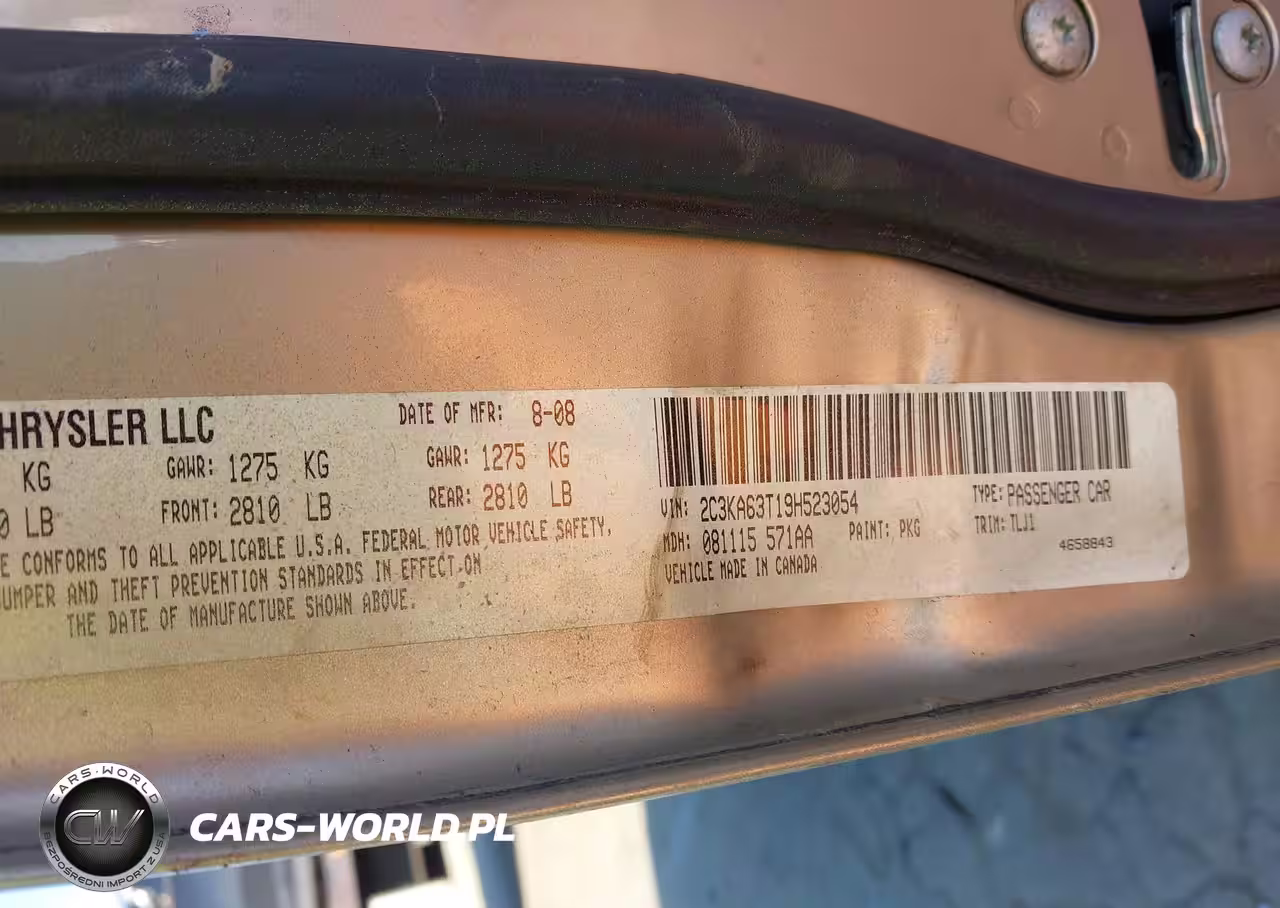 HRYSLER LLC
DATE OF MFR: 8-08
KG
GAWR: 1275 KG
GAWR: 1275 KG
0 LB
FRONT: 2810 LB
REAR: 2810 LB
E CONFORMS TO ALL APPLICABLE U.S.A. FEDERAL MOTOR VEHICLE SAFETY,
UMPER AND THEFT PREVENTION STANDARDS IN EFFECT ON
THE DATE OF MANUFACTURE SHOWN ABOVE.
VIN: 2C3KA63T19H523054
TYPE: PASSENGER CAR
MDH: 081115 571AA
PAINT: PKG
TRIM: TLJ1
VEHICLE MADE IN CANADA
4658843
CARS-WORLD
CW
BEZPOŚREDNI IMPORT Z USA
CARS-WORLD.PL